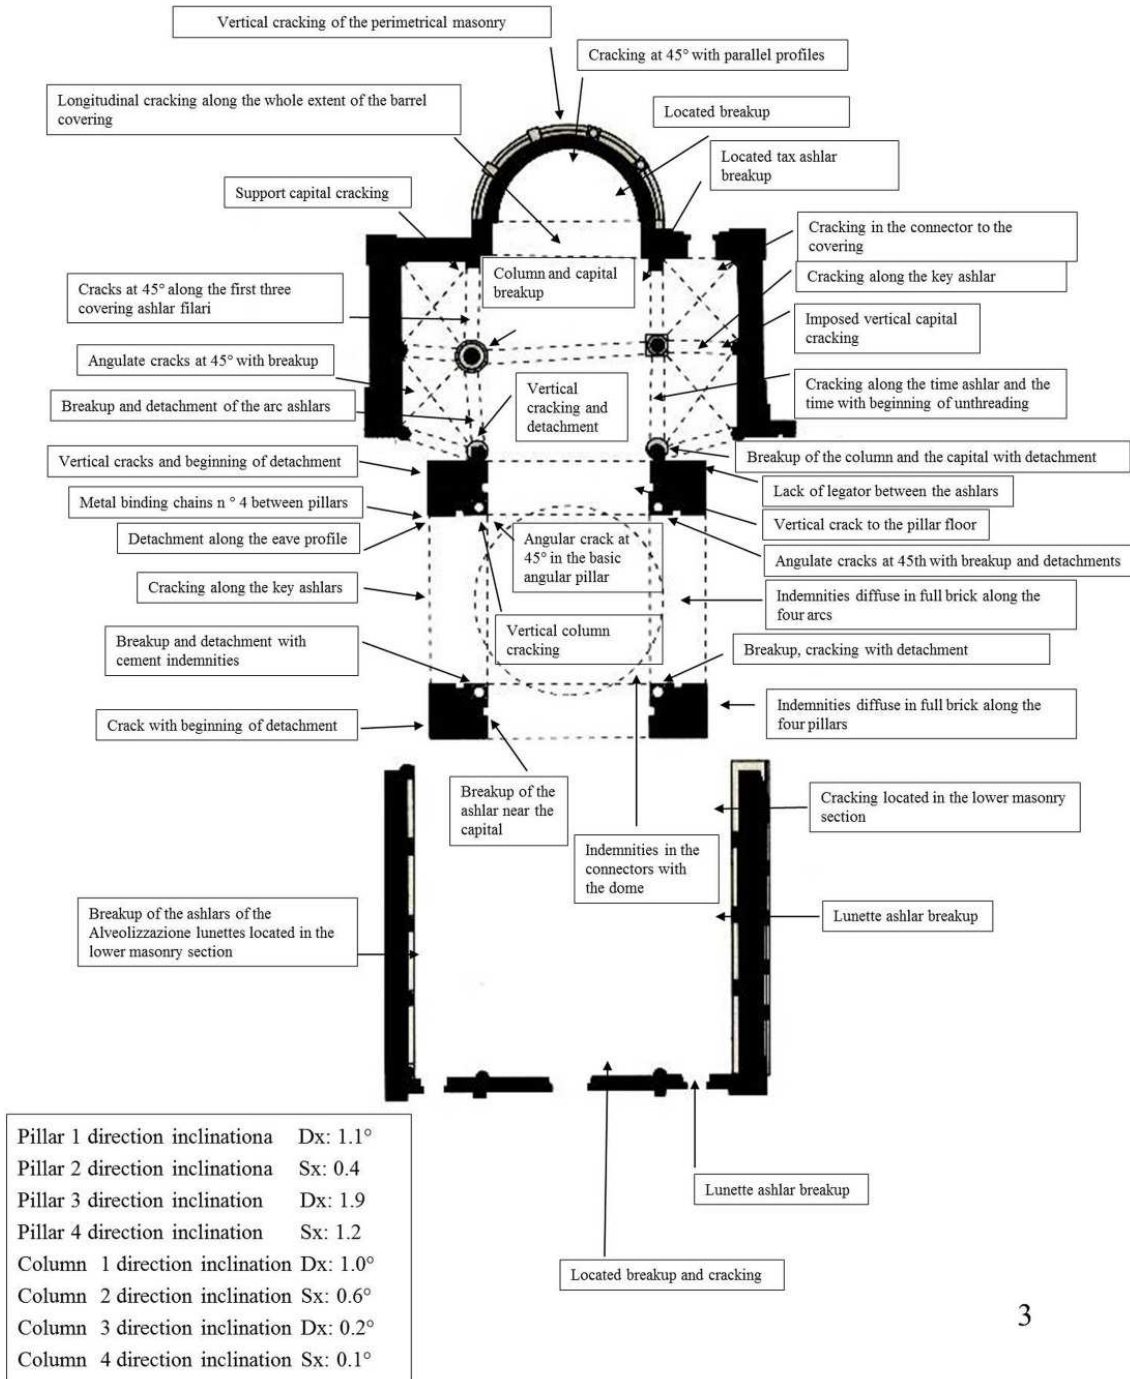 Vertical cracking of the perimetrical masonry
Cracking at 45° with parallel profiles
Longitudinal cracking along the whole extent of the barrel
covering
Located breakup
Located tax ashlar
breakup
Support capital cracking
Cracking in the connector to the
covering
Column and capital
breakup
Cracking along the key ashlar
Cracks at 45° along the first three
covering ashlar filari
Imposed vertical capital
cracking
Angulate cracks at 45° with breakup
Vertical
cracking and
detachment
Cracking along the time ashlar and the
time with beginning of unthreading
Breakup and detachment of the arc ashlars
Vertical cracks and beginning of detachment
Breakup of the column and the capital with detachment
Metal binding chains n ° 4 between pillars
Lack of legator between the ashlars
Detachment along the eave profile
Vertical crack to the pillar floor
Angular crack at
45° in the basic
angular pillar
Angulate cracks at 45th with breakup and detachments
Cracking along the key ashlars
Indemnities diffuse in full brick along the
four arcs
Breakup and detachment with
cement indemnities
Vertical column
cracking
Breakup, cracking with detachment
Crack with beginning of detachment
Indemnities diffuse in full brick along the
four pillars
Breakup of the
ashlar near the
capital
Cracking located in the lower masonry
section
Indemnities in the
connectors with
the dome
Breakup of the ashlars of the
Alveolizzazione lunettes located in the
lower masonry section
Lunette ashlar breakup
Lunette ashlar breakup
Located breakup and cracking
Pillar 1 direction inclinationa Dx: 1.1°
Pillar 2 direction inclinationa Sx: 0.4
Pillar 3 direction inclination Dx: 1.9
Pillar 4 direction inclination Sx: 1.2
Column 1 direction inclination Dx: 1.0°
Column 2 direction inclination Sx: 0.6°
Column 3 direction inclination Dx: 0.2°
Column 4 direction inclination Sx: 0.1°
3